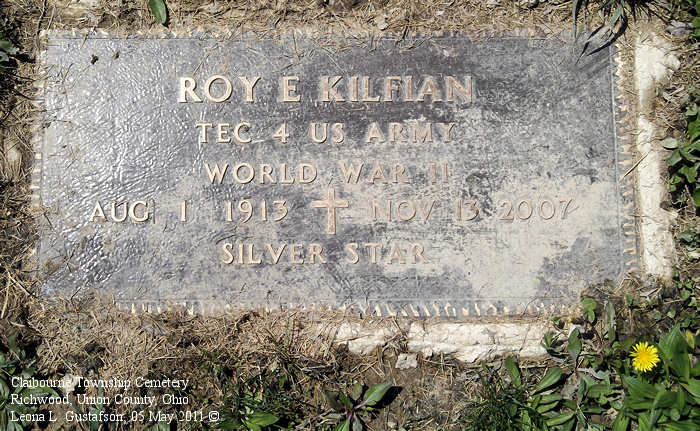 ROY E KILFIAN
TEC 4 US ARMY
WORLD WAR II
AUG 1 1913 NOV 13 2007
SILVER STAR
Claibourne Township Cemetery
Richwood, Union County, Ohio
Leona L. Gustafson, 05 May 2011 ©